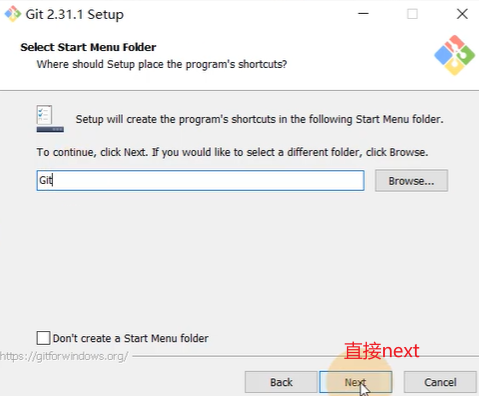 Git 2.31.1 Setup
Select Start Menu Folder
Where should Setup place the program's shortcuts?
Setup will create the program's shortcuts in the following Start Menu folder.
To continue, click Next. If you would like to select a different folder, click Browse.
Git
Browse...
Don't create a Start Menu folder
直接next
https://gitforwindows.org/
Back
Next
Cancel